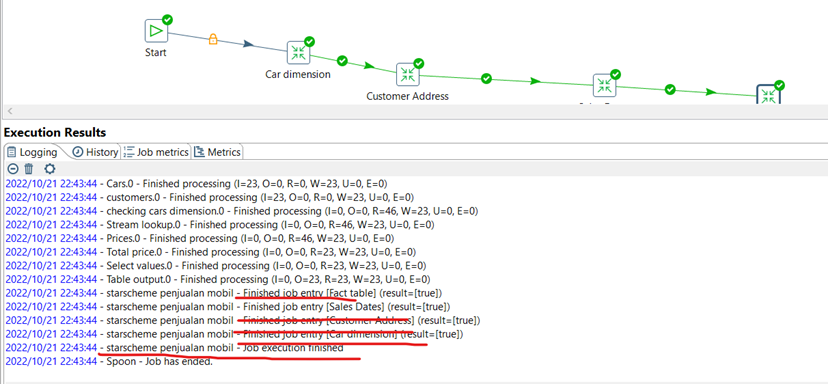 Start
Car dimension
Customer Address
Execution Results
Logging History Job metrics Metrics
2022/10/21 22:43:44 - Cars.0 - Finished processing (I=23, O=0, R=0, W=23, U=0, E=0)
2022/10/21 22:43:44 - customers.0 - Finished processing (I=23, O=0, R=0, W=23, U=0, E=0)
2022/10/21 22:43:44 - checking cars dimension.0 - Finished processing (I=0, O=0, R=46, W=23, U=0, E=0)
2022/10/21 22:43:44 - Stream lookup.0 - Finished processing (I=0, O=0, R=46, W=23, U=0, E=0)
2022/10/21 22:43:44 - Prices.0 - Finished processing (I=0, O=0, R=46, W=23, U=0, E=0)
2022/10/21 22:43:44 - Total price.0 - Finished processing (I=0, O=0, R=23, W=23, U=0, E=0)
2022/10/21 22:43:44 - Select values.0 - Finished processing (I=0, O=0, R=23, W=23, U=0, E=0)
2022/10/21 22:43:44 - Table output.0 - Finished processing (I=0, O=23, R=23, W=23, U=0, E=0)
2022/10/21 22:43:44 - starscheme penjualan mobil - Finished job entry [Fact table] (result=[true])
2022/10/21 22:43:44 - starscheme penjualan mobil - Finished job entry [Sales Dates] (result=[true])
2022/10/21 22:43:44 - starscheme penjualan mobil - Finished job entry [Customer Address] (result=[true])
2022/10/21 22:43:44 - starscheme penjualan mobil - Finished job entry [Car dimension] (result=[true])
2022/10/21 22:43:44 - starscheme penjualan mobil - Job execution finished
2022/10/21 22:43:44 - Spoon - Job has ended.